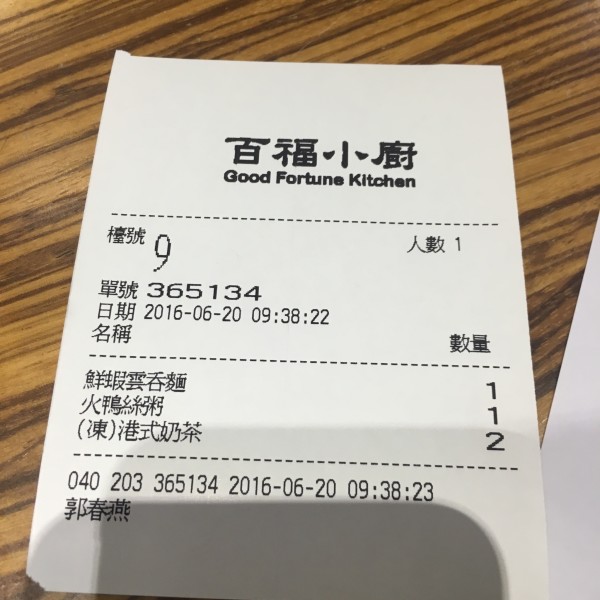 百福小廚
Good Fortune Kitchen
檯號 9 人數 1
單號 365134
日期 2016-06-20 09:38:22
名稱 數量
鮮蝦雲吞麵 1
火鴨絲粥 1
(凍)港式奶茶 2
040 203 365134 2016-06-20 09:38:23
郭春燕